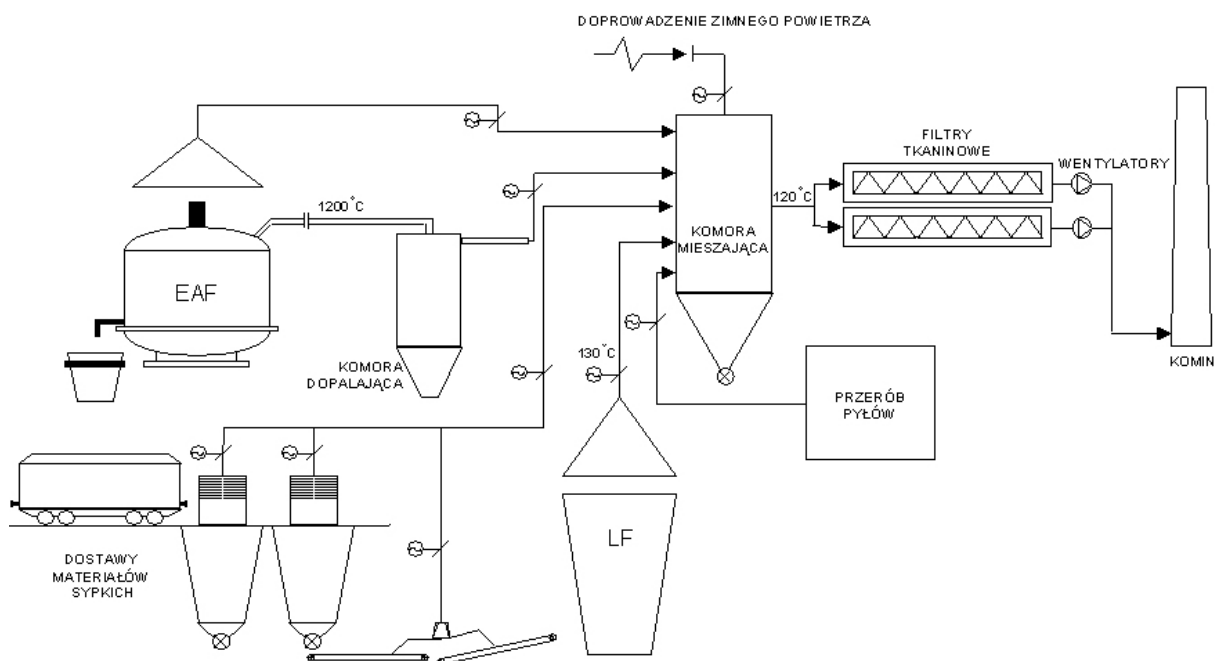 DOPROWADZENIE ZIMNEGO POWIETRZA
FILTRY
TKANINOWE
WENTYLATORY
1200°C
120°C
KOMORA
MIESZAJĄCA
EAF
KOMORA
DOPALAJĄCA
130°C
KOMIN
PRZERÓB
PYŁÓW
LF
DOSTAWY
MATERIAŁÓW
SYPKICH